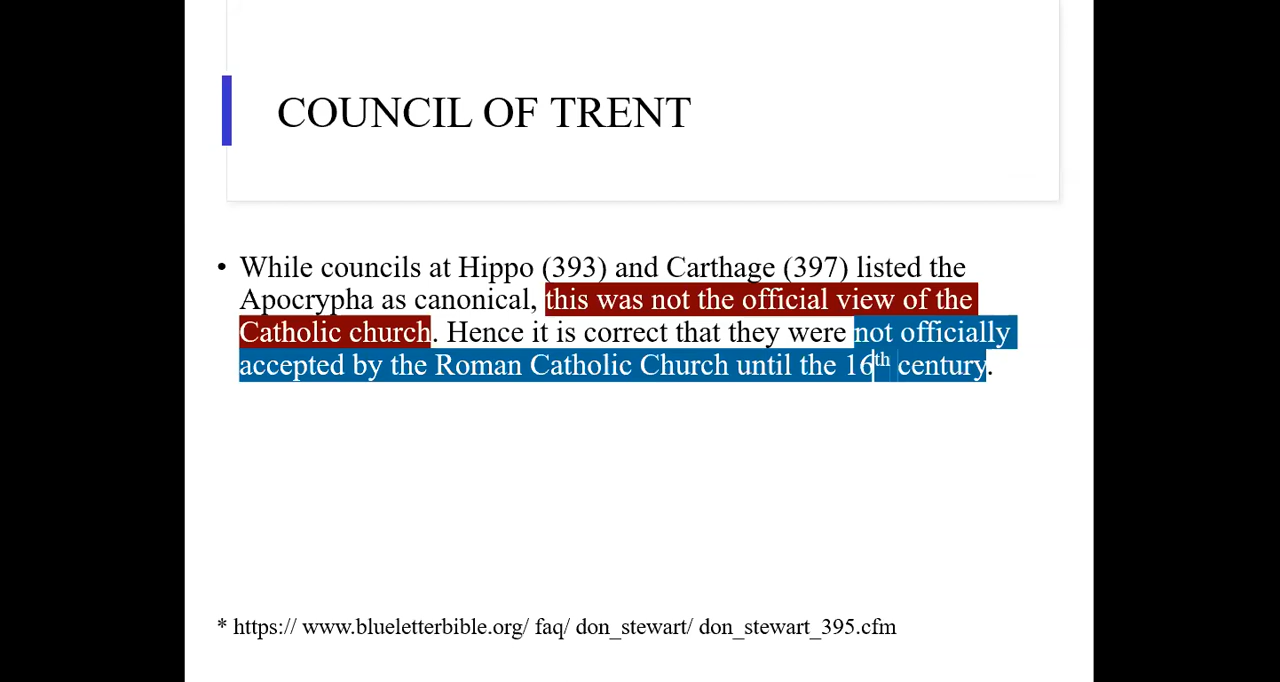 COUNCIL OF TRENT
• While councils at Hippo (393) and Carthage (397) listed the
Apocrypha as canonical, this was not the official view of the
Catholic church. Hence it is correct that they were not officially
accepted by the Roman Catholic Church until the 16th century.
* https:// www.blueletterbible.org/ faq/ don_stewart/ don_stewart_395.cfm